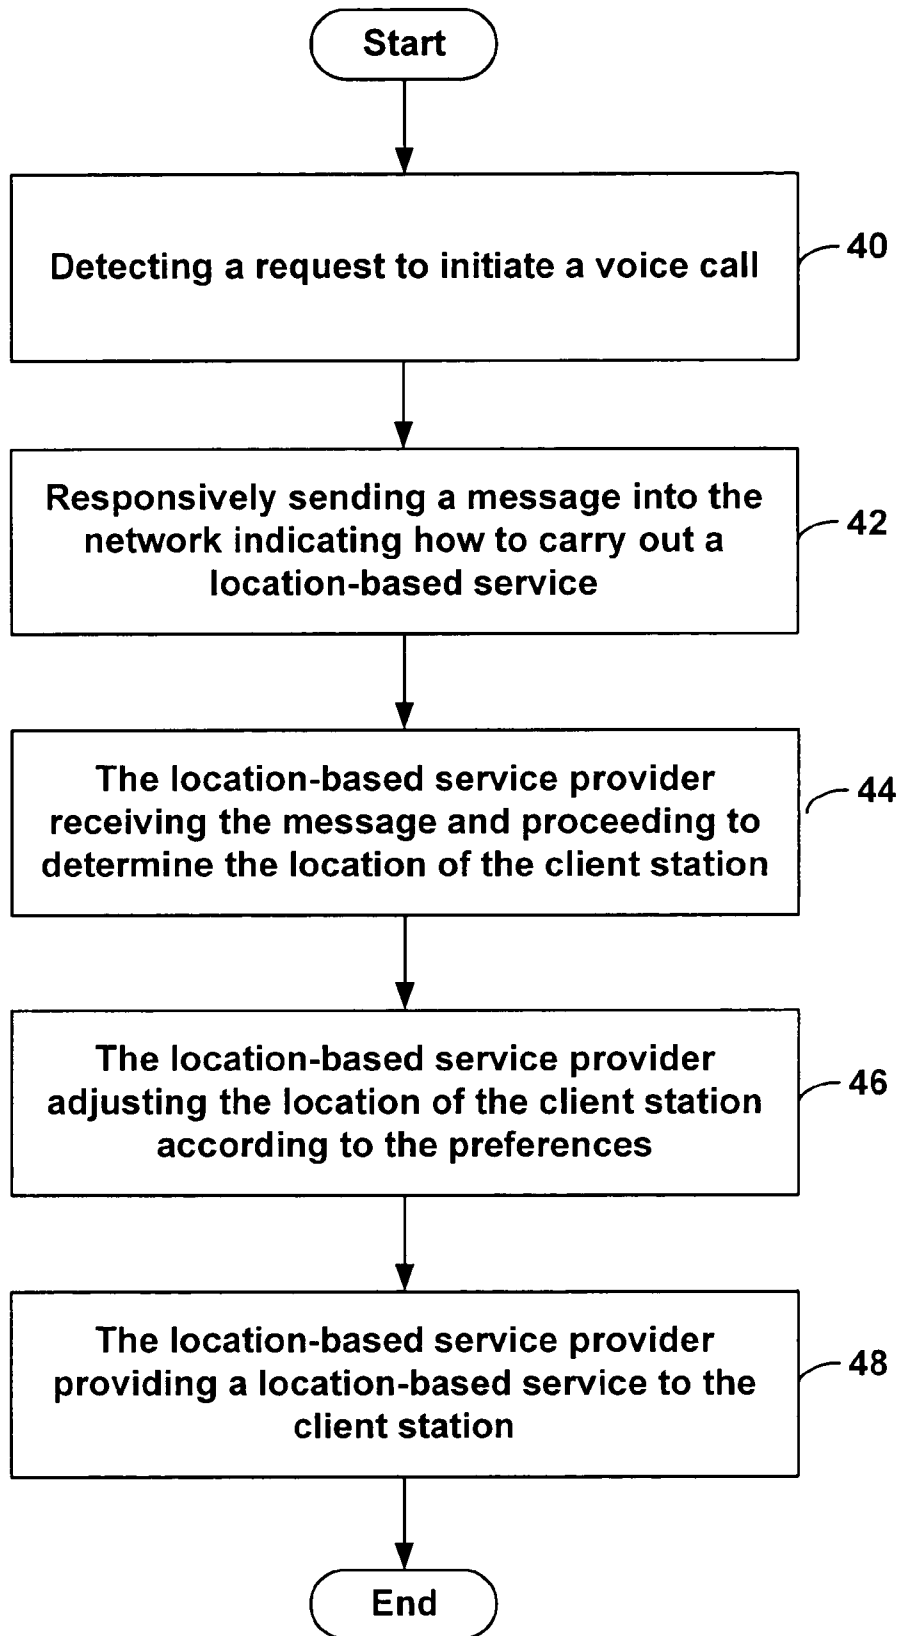 Start
Detecting a request to initiate a voice call
40
Responsively sending a message into the
network indicating how to carry out a
location-based service
42
The location-based service provider
receiving the message and proceeding to
determine the location of the client station
44
The location-based service provider
adjusting the location of the client station
according to the preferences
46
The location-based service provider
providing a location-based service to the
client station
48
End